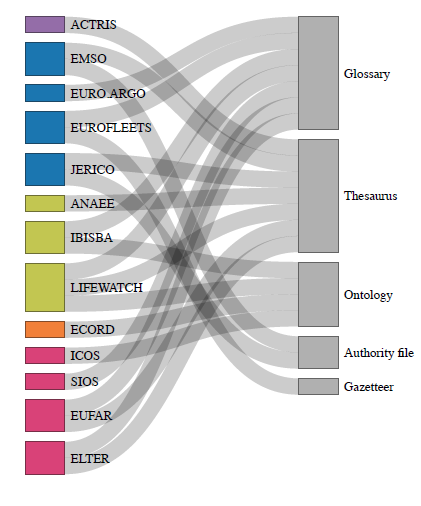 ACTRIS
EMSO
EURO ARGO
EUROFLEETS
JERICO
ANAEE
IBISBA
LIFEWATCH
ECORD
ICOS
SIOS
EUFAR
ELTER
Glossary
Thesaurus
Ontology
Authority file
Gazetteer